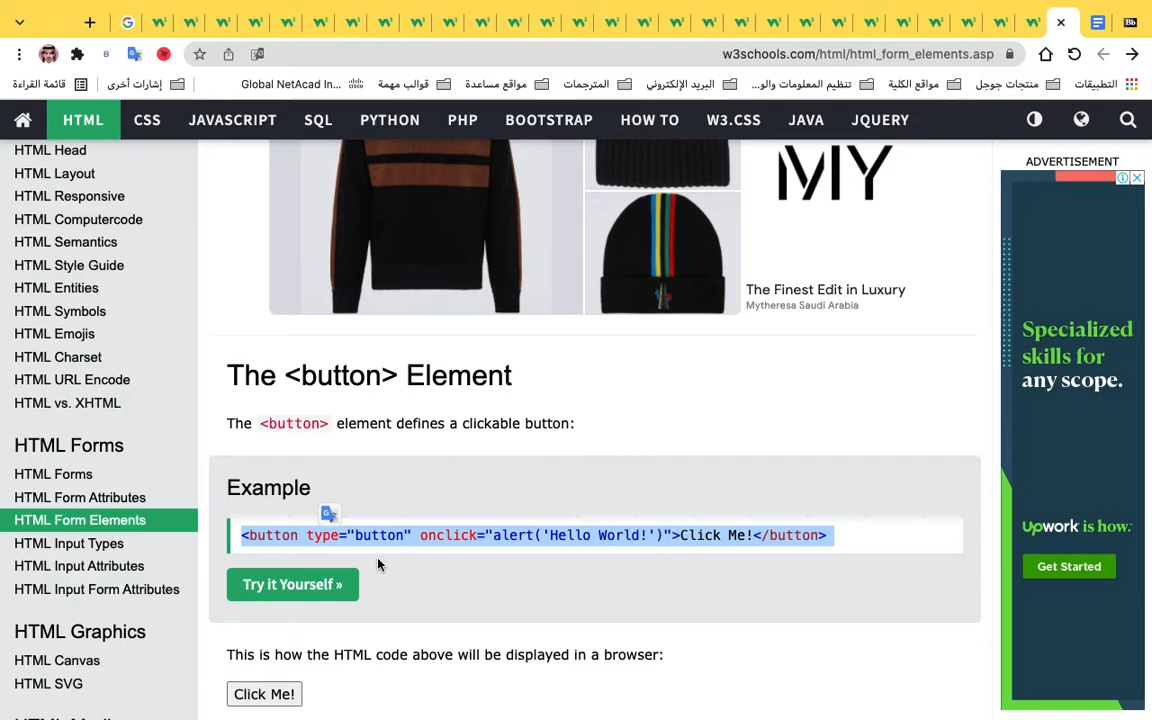 w3schools.com/html/html_form_elements.asp
التطبيقات
منتجات جوجل
مواقع الكلية
تنظيم المعلومات والو...
البريد الإلكتروني
المترجمات
مواقع مساعدة
قوالب مهمة
Global NetAcad In...
إشارات أخرى
قائمة القراءة
HTML CSS JAVASCRIPT SQL PYTHON PHP BOOTSTRAP HOW TO W3.CSS JAVA JQUERY
HTML Head
HTML Layout
HTML Responsive
HTML Computercode
HTML Semantics
HTML Style Guide
HTML Entities
HTML Symbols
HTML Emojis
HTML Charset
HTML URL Encode
HTML vs. XHTML
HTML Forms
HTML Forms
HTML Form Attributes
HTML Form Elements
HTML Input Types
HTML Input Attributes
HTML Input Form Attributes
HTML Graphics
HTML Canvas
HTML SVG
MY
The Finest Edit in Luxury
Mytheresa Saudi Arabia
The <button> Element
The <button> element defines a clickable button:
Example
<button type="button" onclick="alert('Hello World!')">Click Me!</button>
Try it Yourself »
This is how the HTML code above will be displayed in a browser:
Click Me!
ADVERTISEMENT
Specialized
skills for
any scope.
Upwork is how.
Get Started